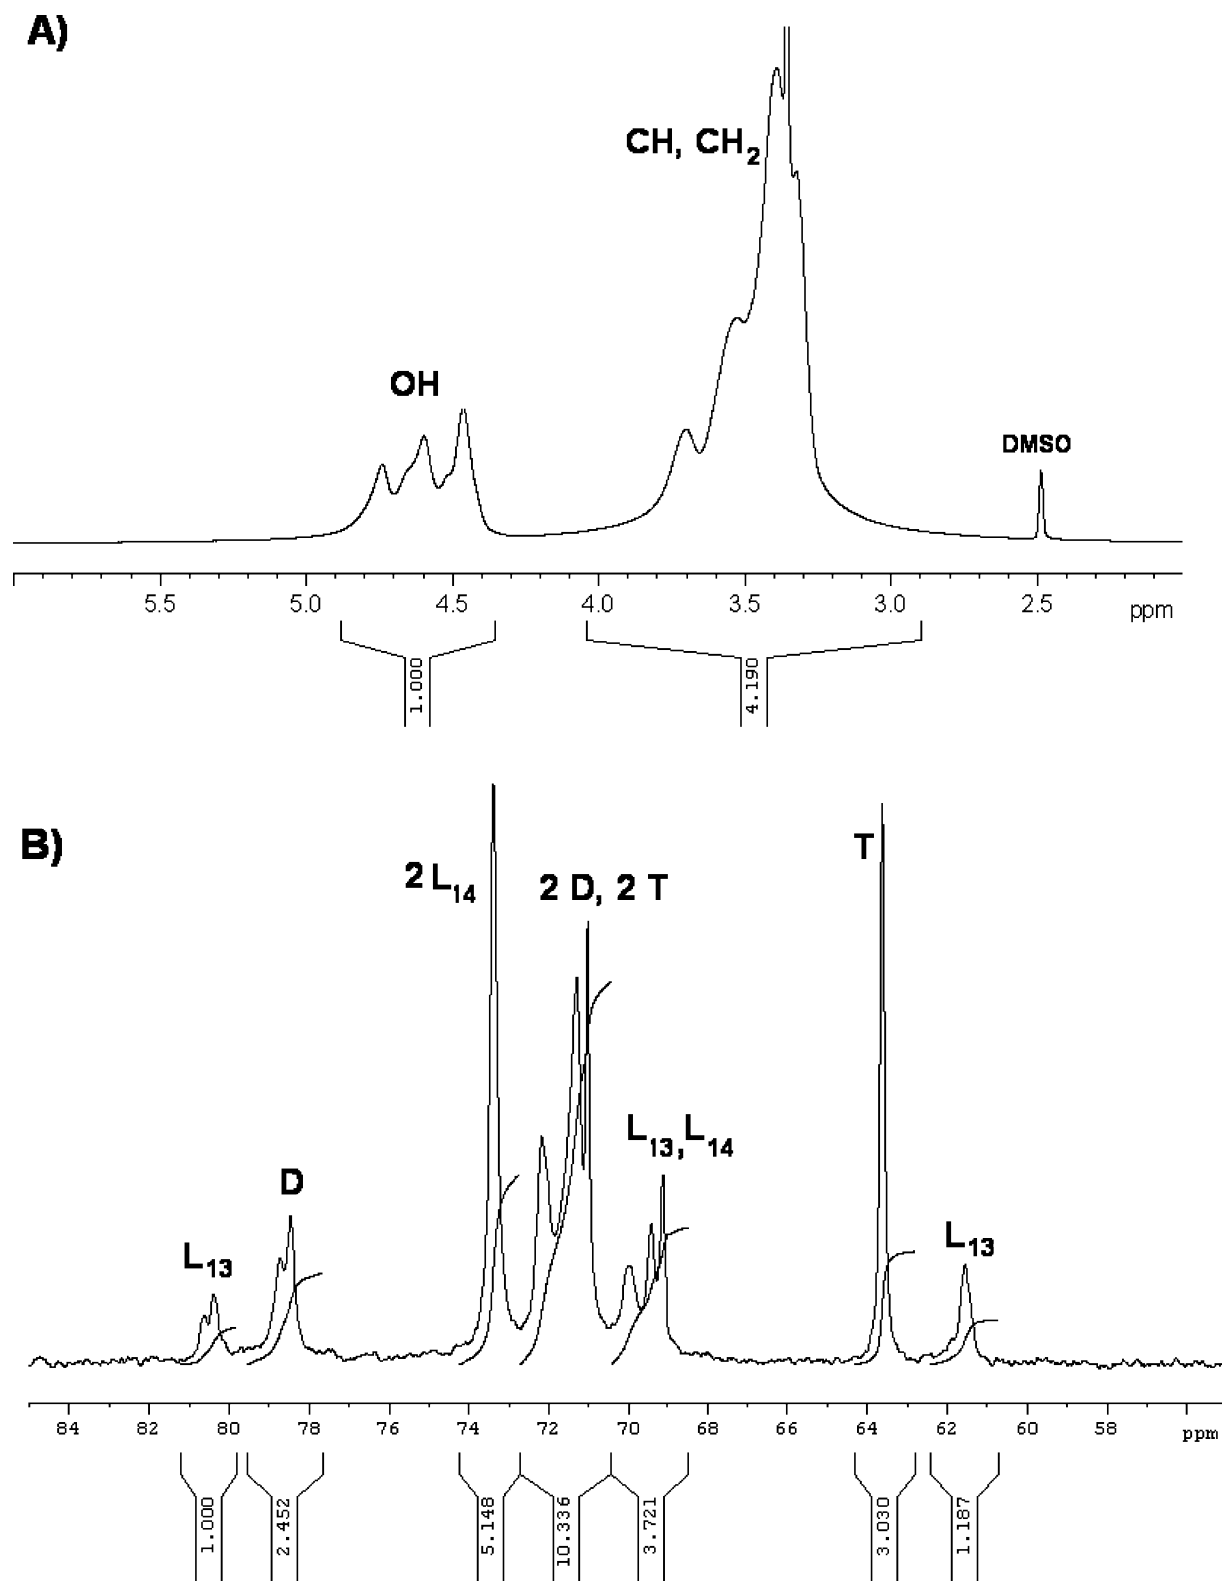 A)
CH, CH2
OH
DMSO
5.5 5.0 4.5 4.0 3.5 3.0 2.5 ppm
1.000 4.190
B)
T
2 L14 2 D, 2 T
L13, L14
D
L13 L13
84 82 80 78 76 74 72 70 68 66 64 62 60 58 ppm
1.000 2.452 5.148 10.336 3.721 3.030 1.187